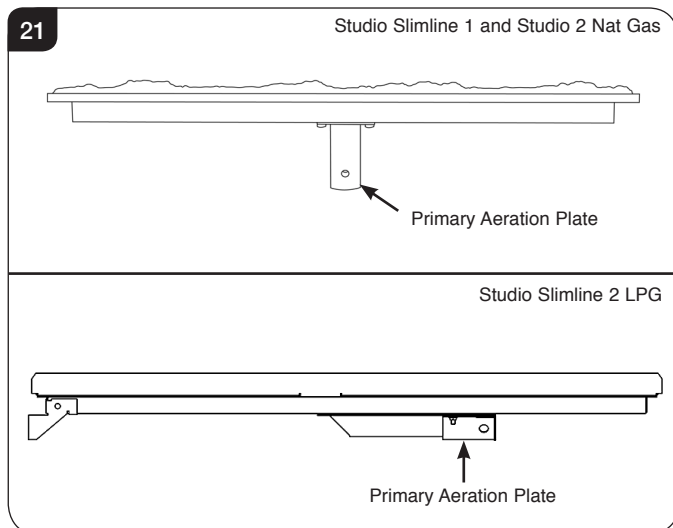 21
Studio Slimline 1 and Studio 2 Nat Gas
Primary Aeration Plate
Studio Slimline 2 LPG
Primary Aeration Plate